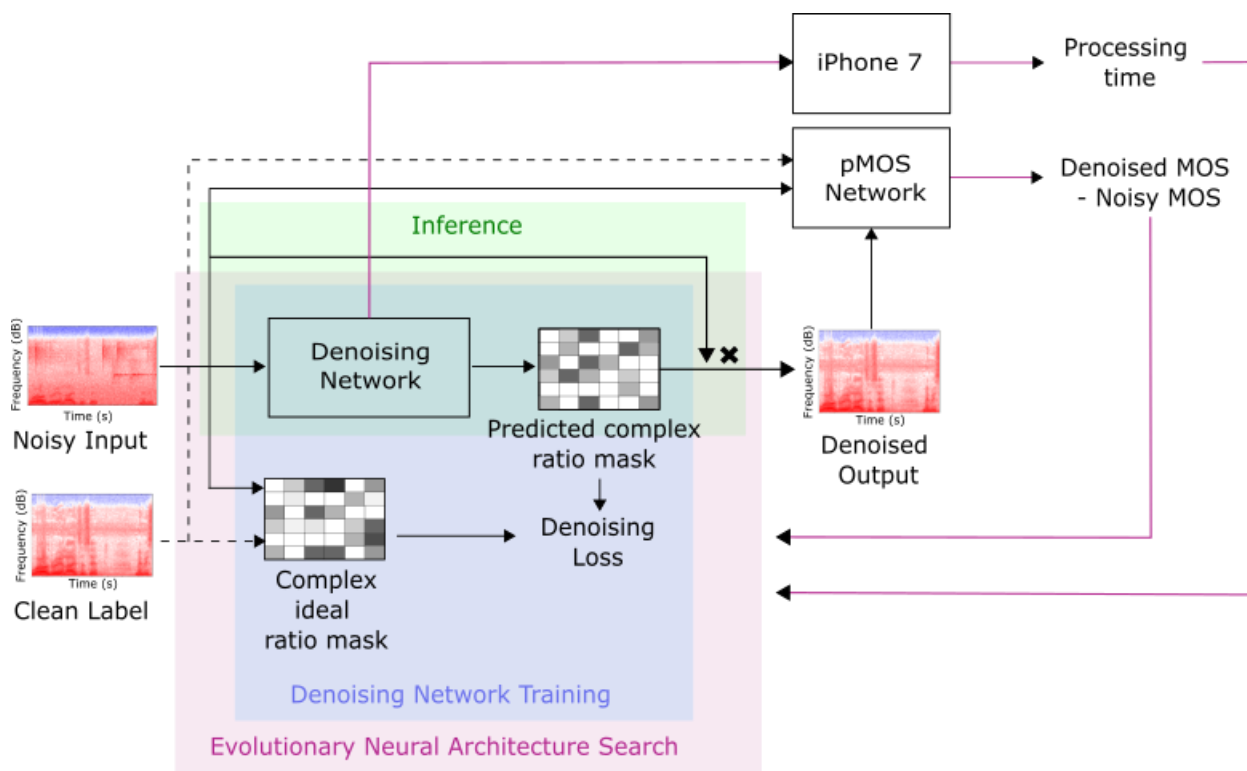 iPhone 7
Processing
time
pMOS
Network
Denoised MOS
- Noisy MOS
Inference
Frequency (dB)
Time (s)
Noisy Input
Denoising
Network
Predicted complex
ratio mask
Frequency (dB)
Time (s)
Denoised
Output
Frequency (dB)
Time (s)
Clean Label
Complex
ideal
ratio mask
Denoising
Loss
Denoising Network Training
Evolutionary Neural Architecture Search